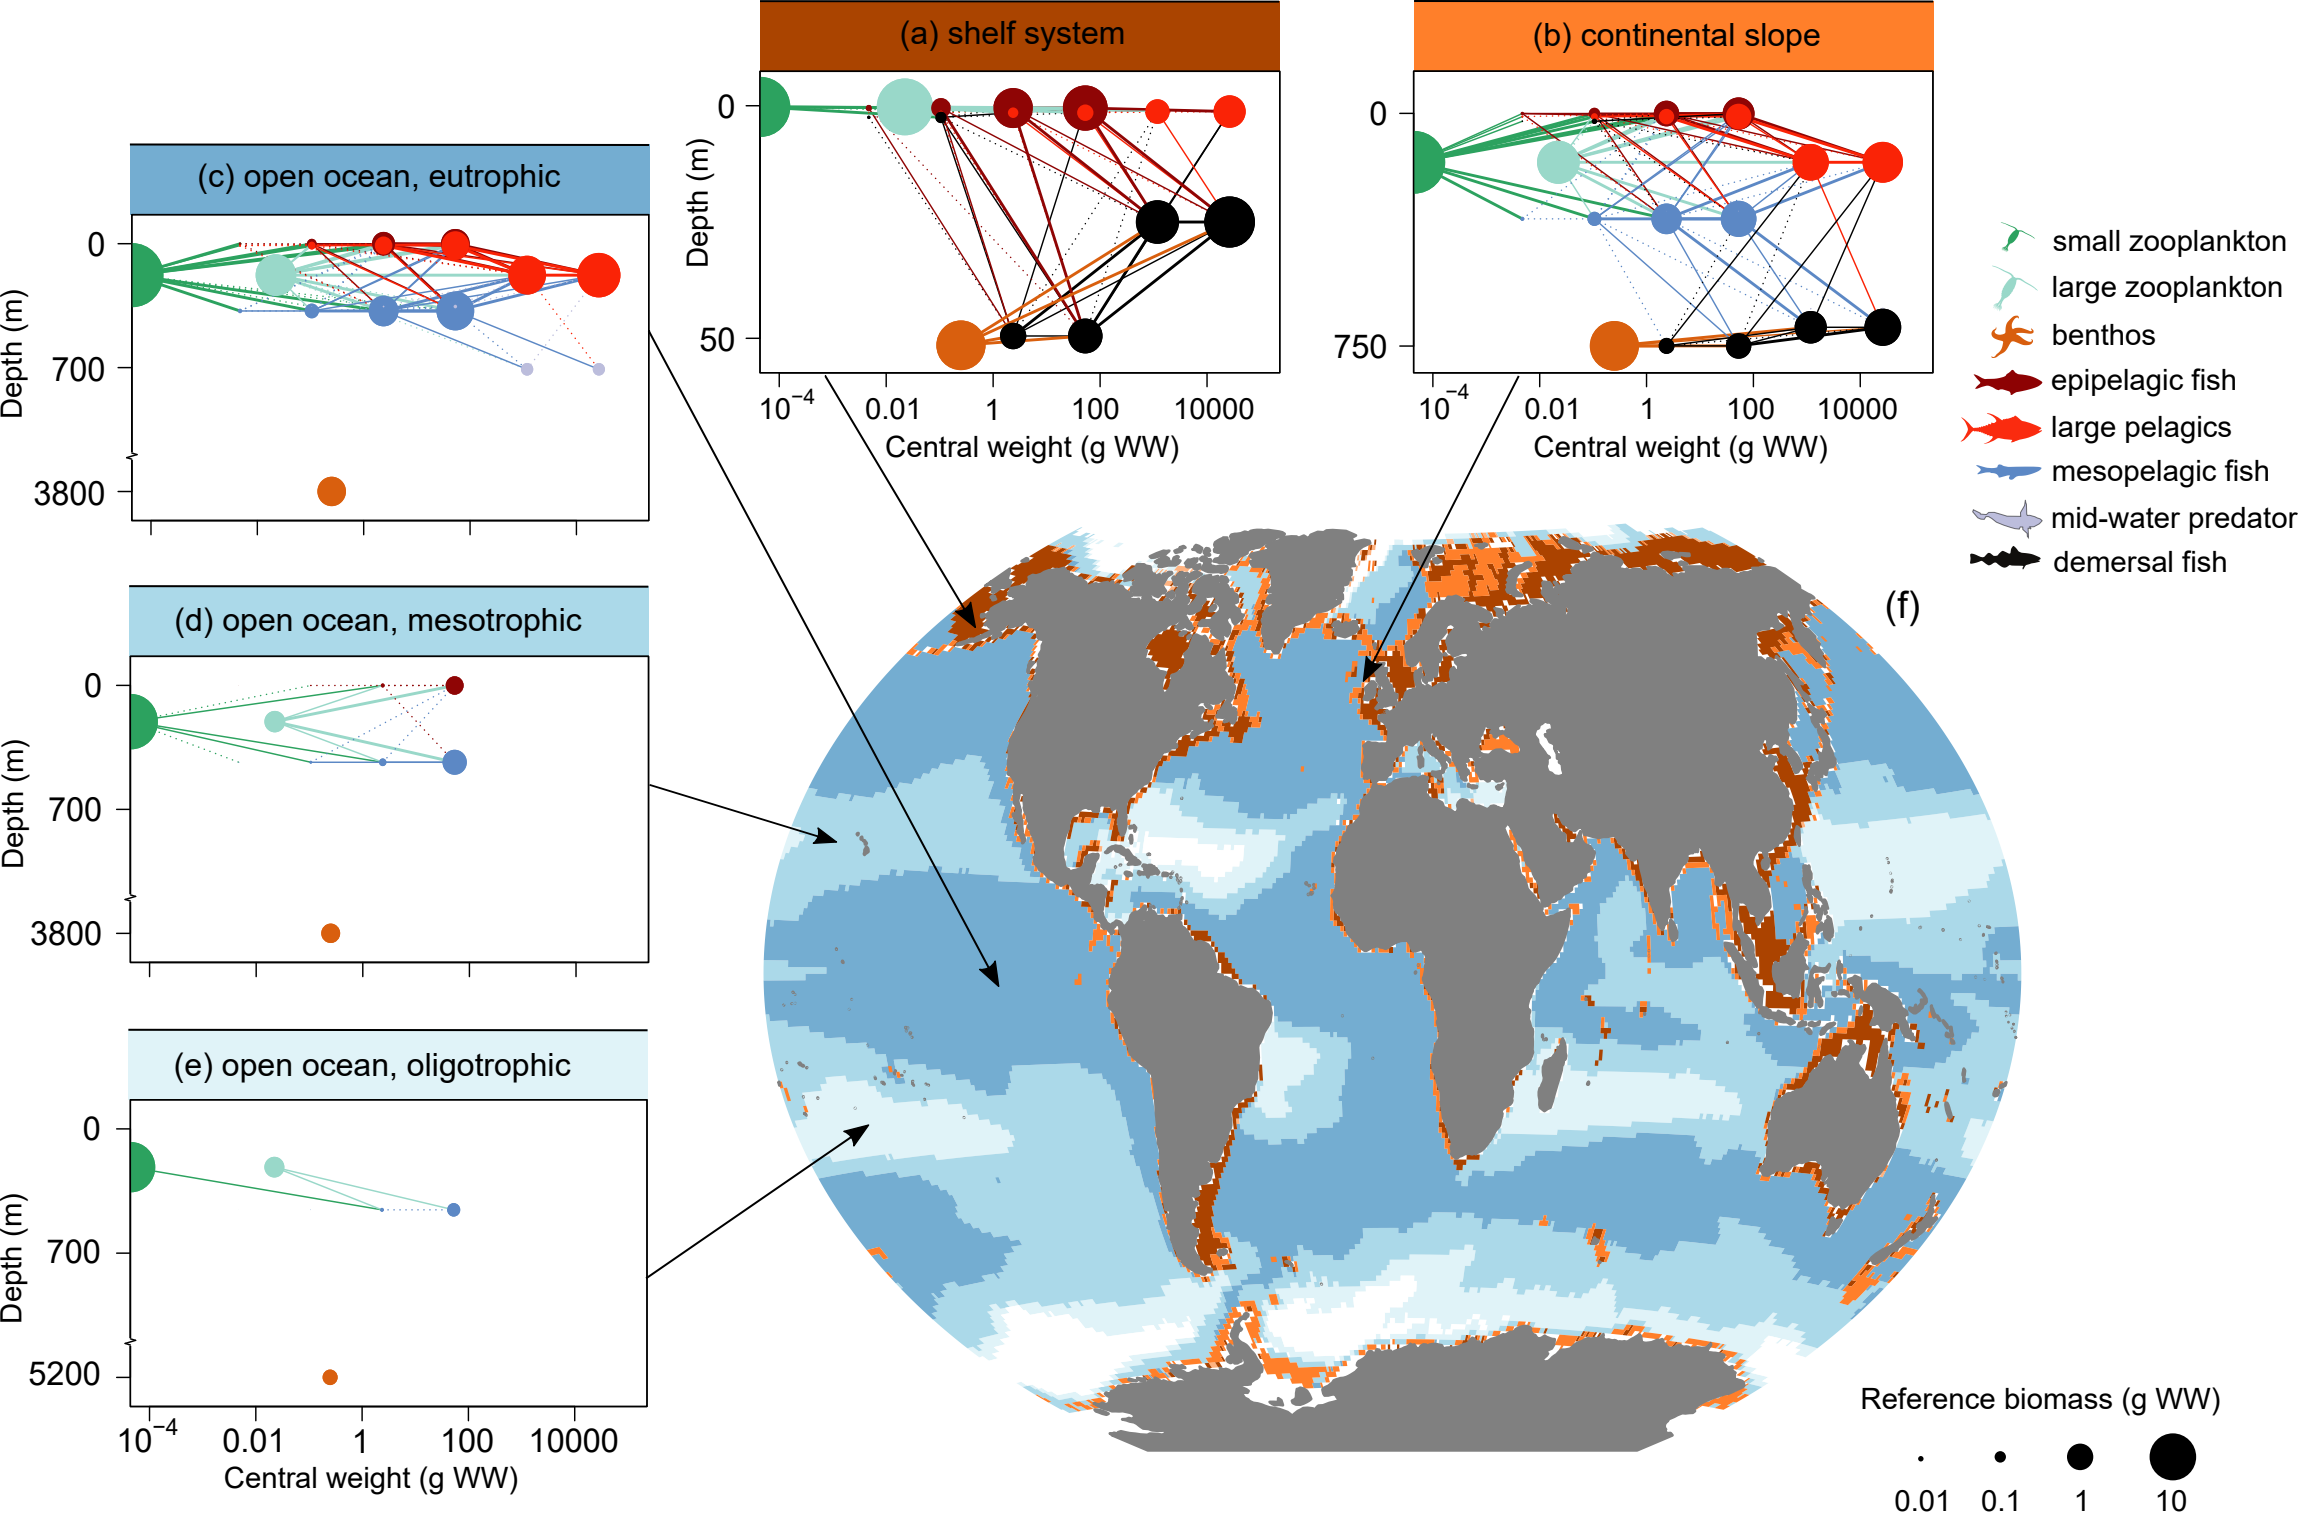 (a) shelf system
0
50
Depth (m)
10−4 0.01 1 100 10000
Central weight (g WW)
(b) continental slope
0
750
10−4 0.01 1 100 10000
Central weight (g WW)
(c) open ocean, eutrophic
0
700
3800
Depth (m)
(d) open ocean, mesotrophic
0
700
3800
Depth (m)
(e) open ocean, oligotrophic
0
700
5200
Depth (m)
10−4 0.01 1 100 10000
Central weight (g WW)
small zooplankton
large zooplankton
benthos
epipelagic fish
large pelagics
mesopelagic fish
mid-water predator
demersal fish
(f)
Reference biomass (g WW)
0.01 0.1 1 10